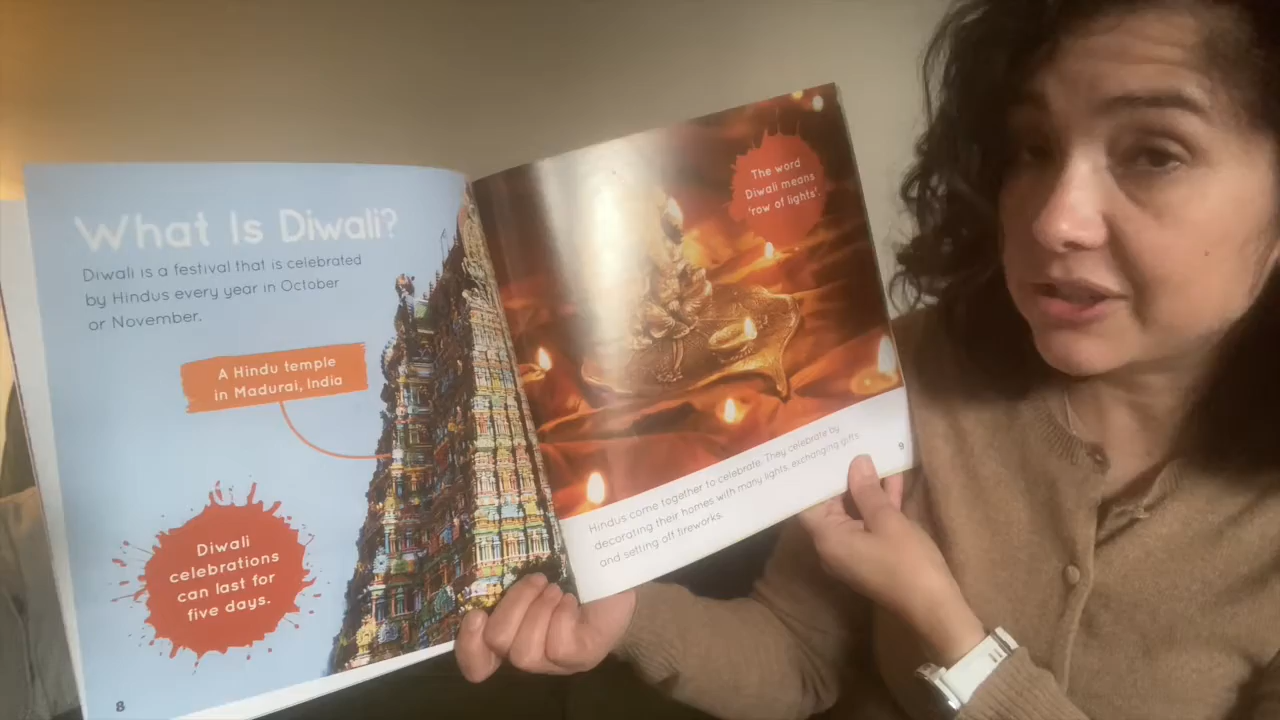 What Is Diwali?
Diwali is a festival that is celebrated
by Hindus every year in October
or November.
A Hindu temple
in Madurai, India
Diwali
celebrations
can last for
five days.
8
The word
Diwali means
'row of lights'.
Hindus come together to celebrate. They celebrate by
decorating their homes with many lights, exchanging gifts
and setting off fireworks.
9